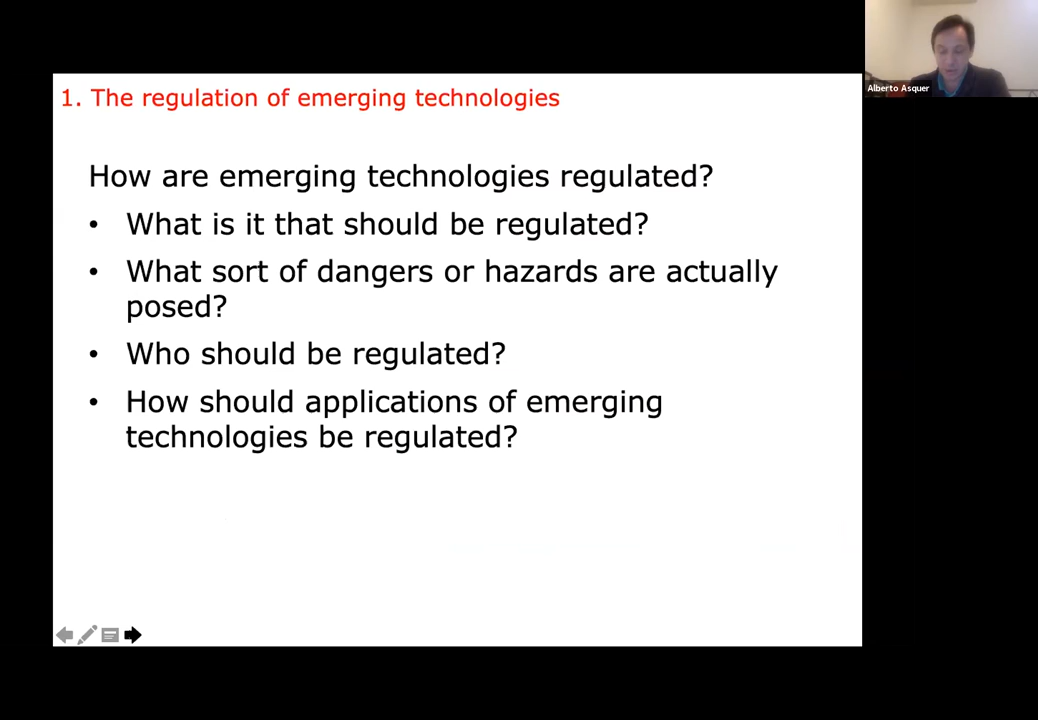 1. The regulation of emerging technologies
How are emerging technologies regulated?
• What is it that should be regulated?
• What sort of dangers or hazards are actually
posed?
• Who should be regulated?
• How should applications of emerging
technologies be regulated?
Alberto Asquer